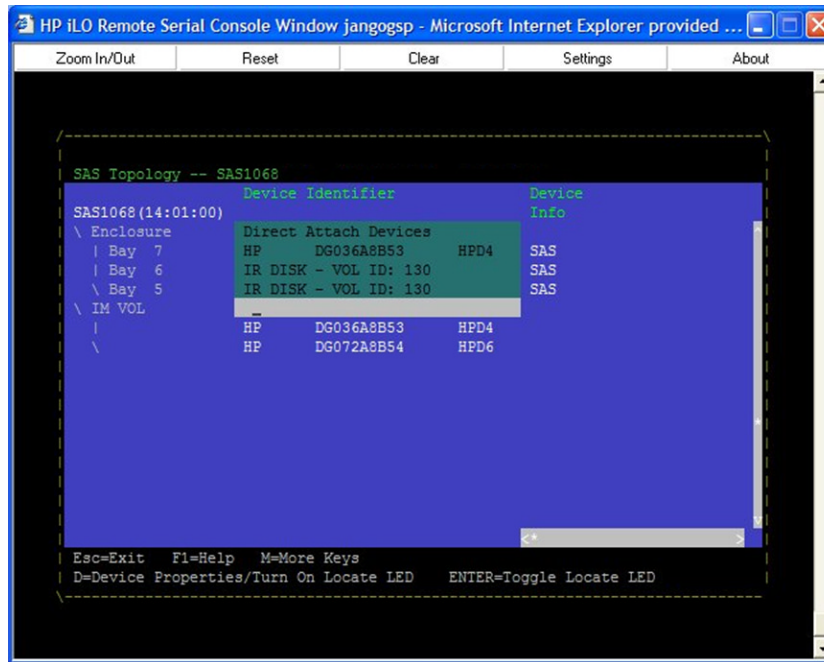 HP iLO Remote Serial Console Window jangogsp - Microsoft Internet Explorer provided ...
Zoom In/Out Reset Clear Settings About
SAS Topology -- SAS1068
Device Identifier Device
SAS1068(14:01:00) Info
\ Enclosure Direct Attach Devices
| Bay 7 HP DG036A8B53 HPD4 SAS
| Bay 6 IR DISK - VOL ID: 130 SAS
\ Bay 5 IR DISK - VOL ID: 130 SAS
\ IM VOL _
| HP DG036A8B53 HPD4
\ HP DG072A8B54 HPD6
<* >
Esc=Exit F1=Help M=More Keys
D=Device Properties/Turn On Locate LED ENTER=Toggle Locate LED